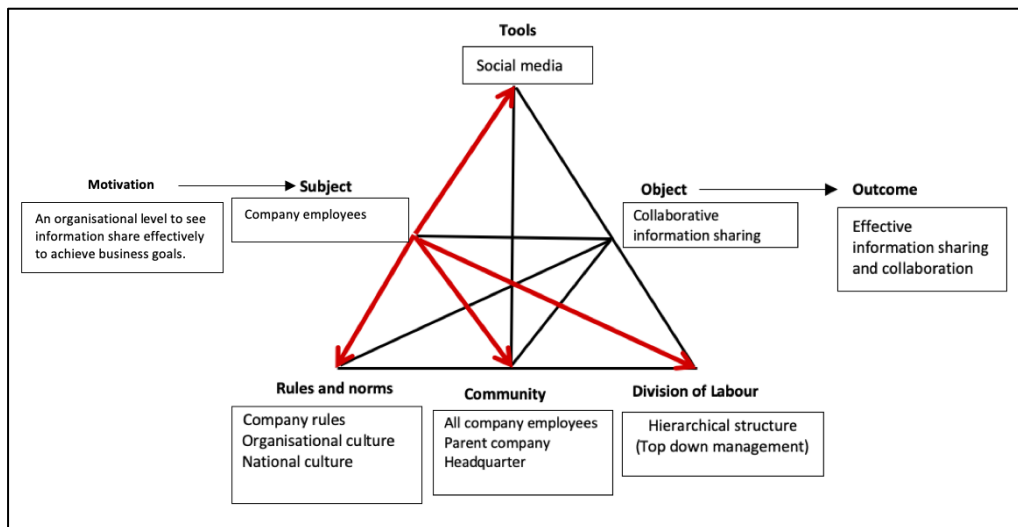 Tools
Social media
Motivation
Subject
Object
Outcome
An organisational level to see
information share effectively
to achieve business goals.
Company employees
Collaborative
information sharing
Effective
information sharing
and collaboration
Rules and norms
Community
Division of Labour
Company rules
Organisational culture
National culture
All company employees
Parent company
Headquarter
Hierarchical structure
(Top down management)